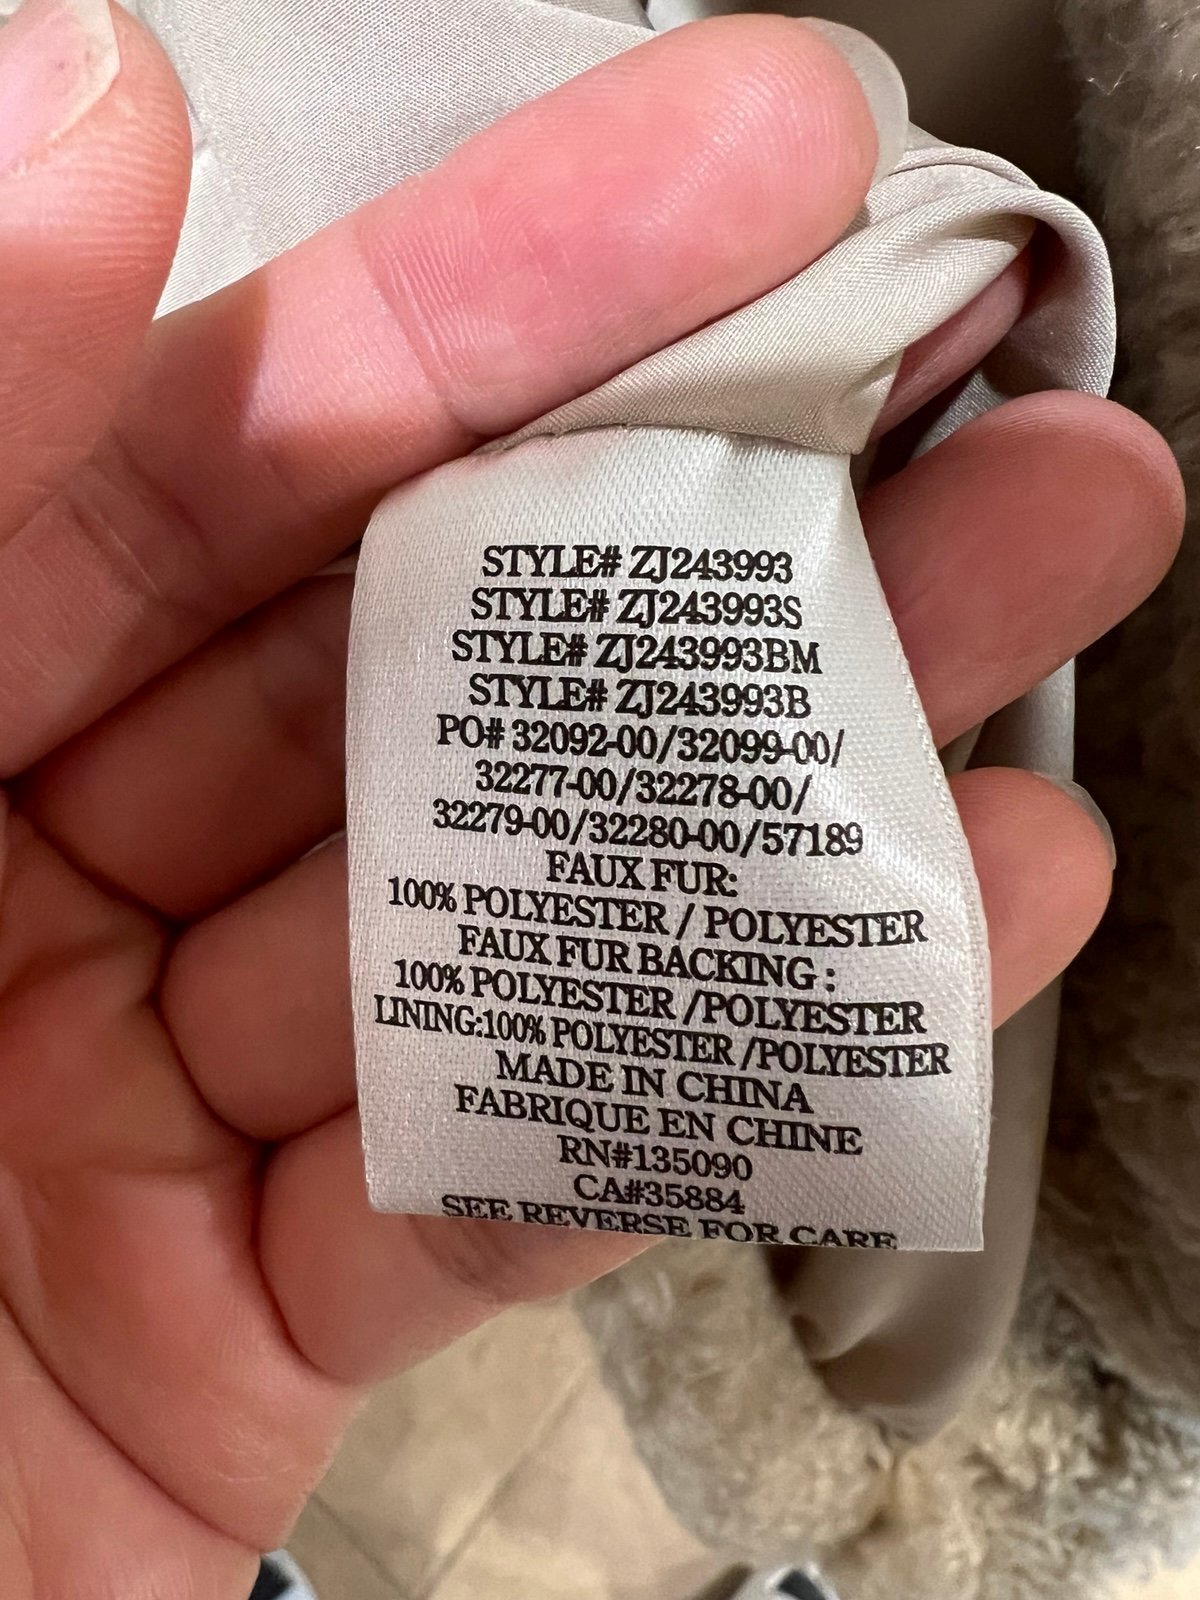 STYLE# ZJ243993
STYLE# ZJ243993S
STYLE# ZJ243993BM
STYLE# ZJ243993B
PO# 32092-00/32099-00/
32277-00/32278-00/
32279-00/32280-00/57189
FAUX FUR:
100% POLYESTER / POLYESTER
FAUX FUR BACKING :
100% POLYESTER /POLYESTER
LINING:100% POLYESTER /POLYESTER
MADE IN CHINA
FABRIQUE EN CHINE
RN#135090
CA#35884
SEE REVERSE FOR CARE